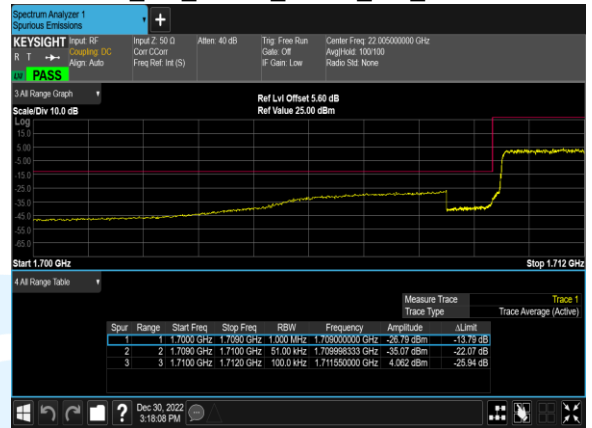 Spectrum Analyzer 1
Spurious Emissions
KEYSIGHT Input: RF Input Z: 50 Ω Atten: 40 dB Trig: Free Run Center Freq: 22.005000000 GHz
R T Coupling: DC Corr CCorr Gate: Off Avg|Hold: 100/100
Align: Auto Freq Ref: Int (S) IF Gain: Low Radio Std: None
PASS
3 All Range Graph
Ref Lvl Offset 5.60 dB
Scale/Div 10.0 dB Ref Value 25.00 dBm
Log
15.0
5.00
-5.00
-15.0
-25.0
-35.0
-45.0
-55.0
-65.0
Start 1.700 GHz Stop 1.712 GHz
4 All Range Table
Measure Trace Trace 1
Trace Type Trace Average (Active)
Spur Range Start Freq Stop Freq RBW Frequency Amplitude ΔLimit
1 1 1.7000 GHz 1.7090 GHz 1.000 MHz 1.709000000 GHz -26.79 dBm -13.79 dB
2 2 1.7090 GHz 1.7100 GHz 51.00 kHz 1.709998333 GHz -35.07 dBm -22.07 dB
3 3 1.7100 GHz 1.7120 GHz 100.0 kHz 1.711550000 GHz 4.062 dBm -25.94 dB
? Dec 30, 2022
3:18:08 PM